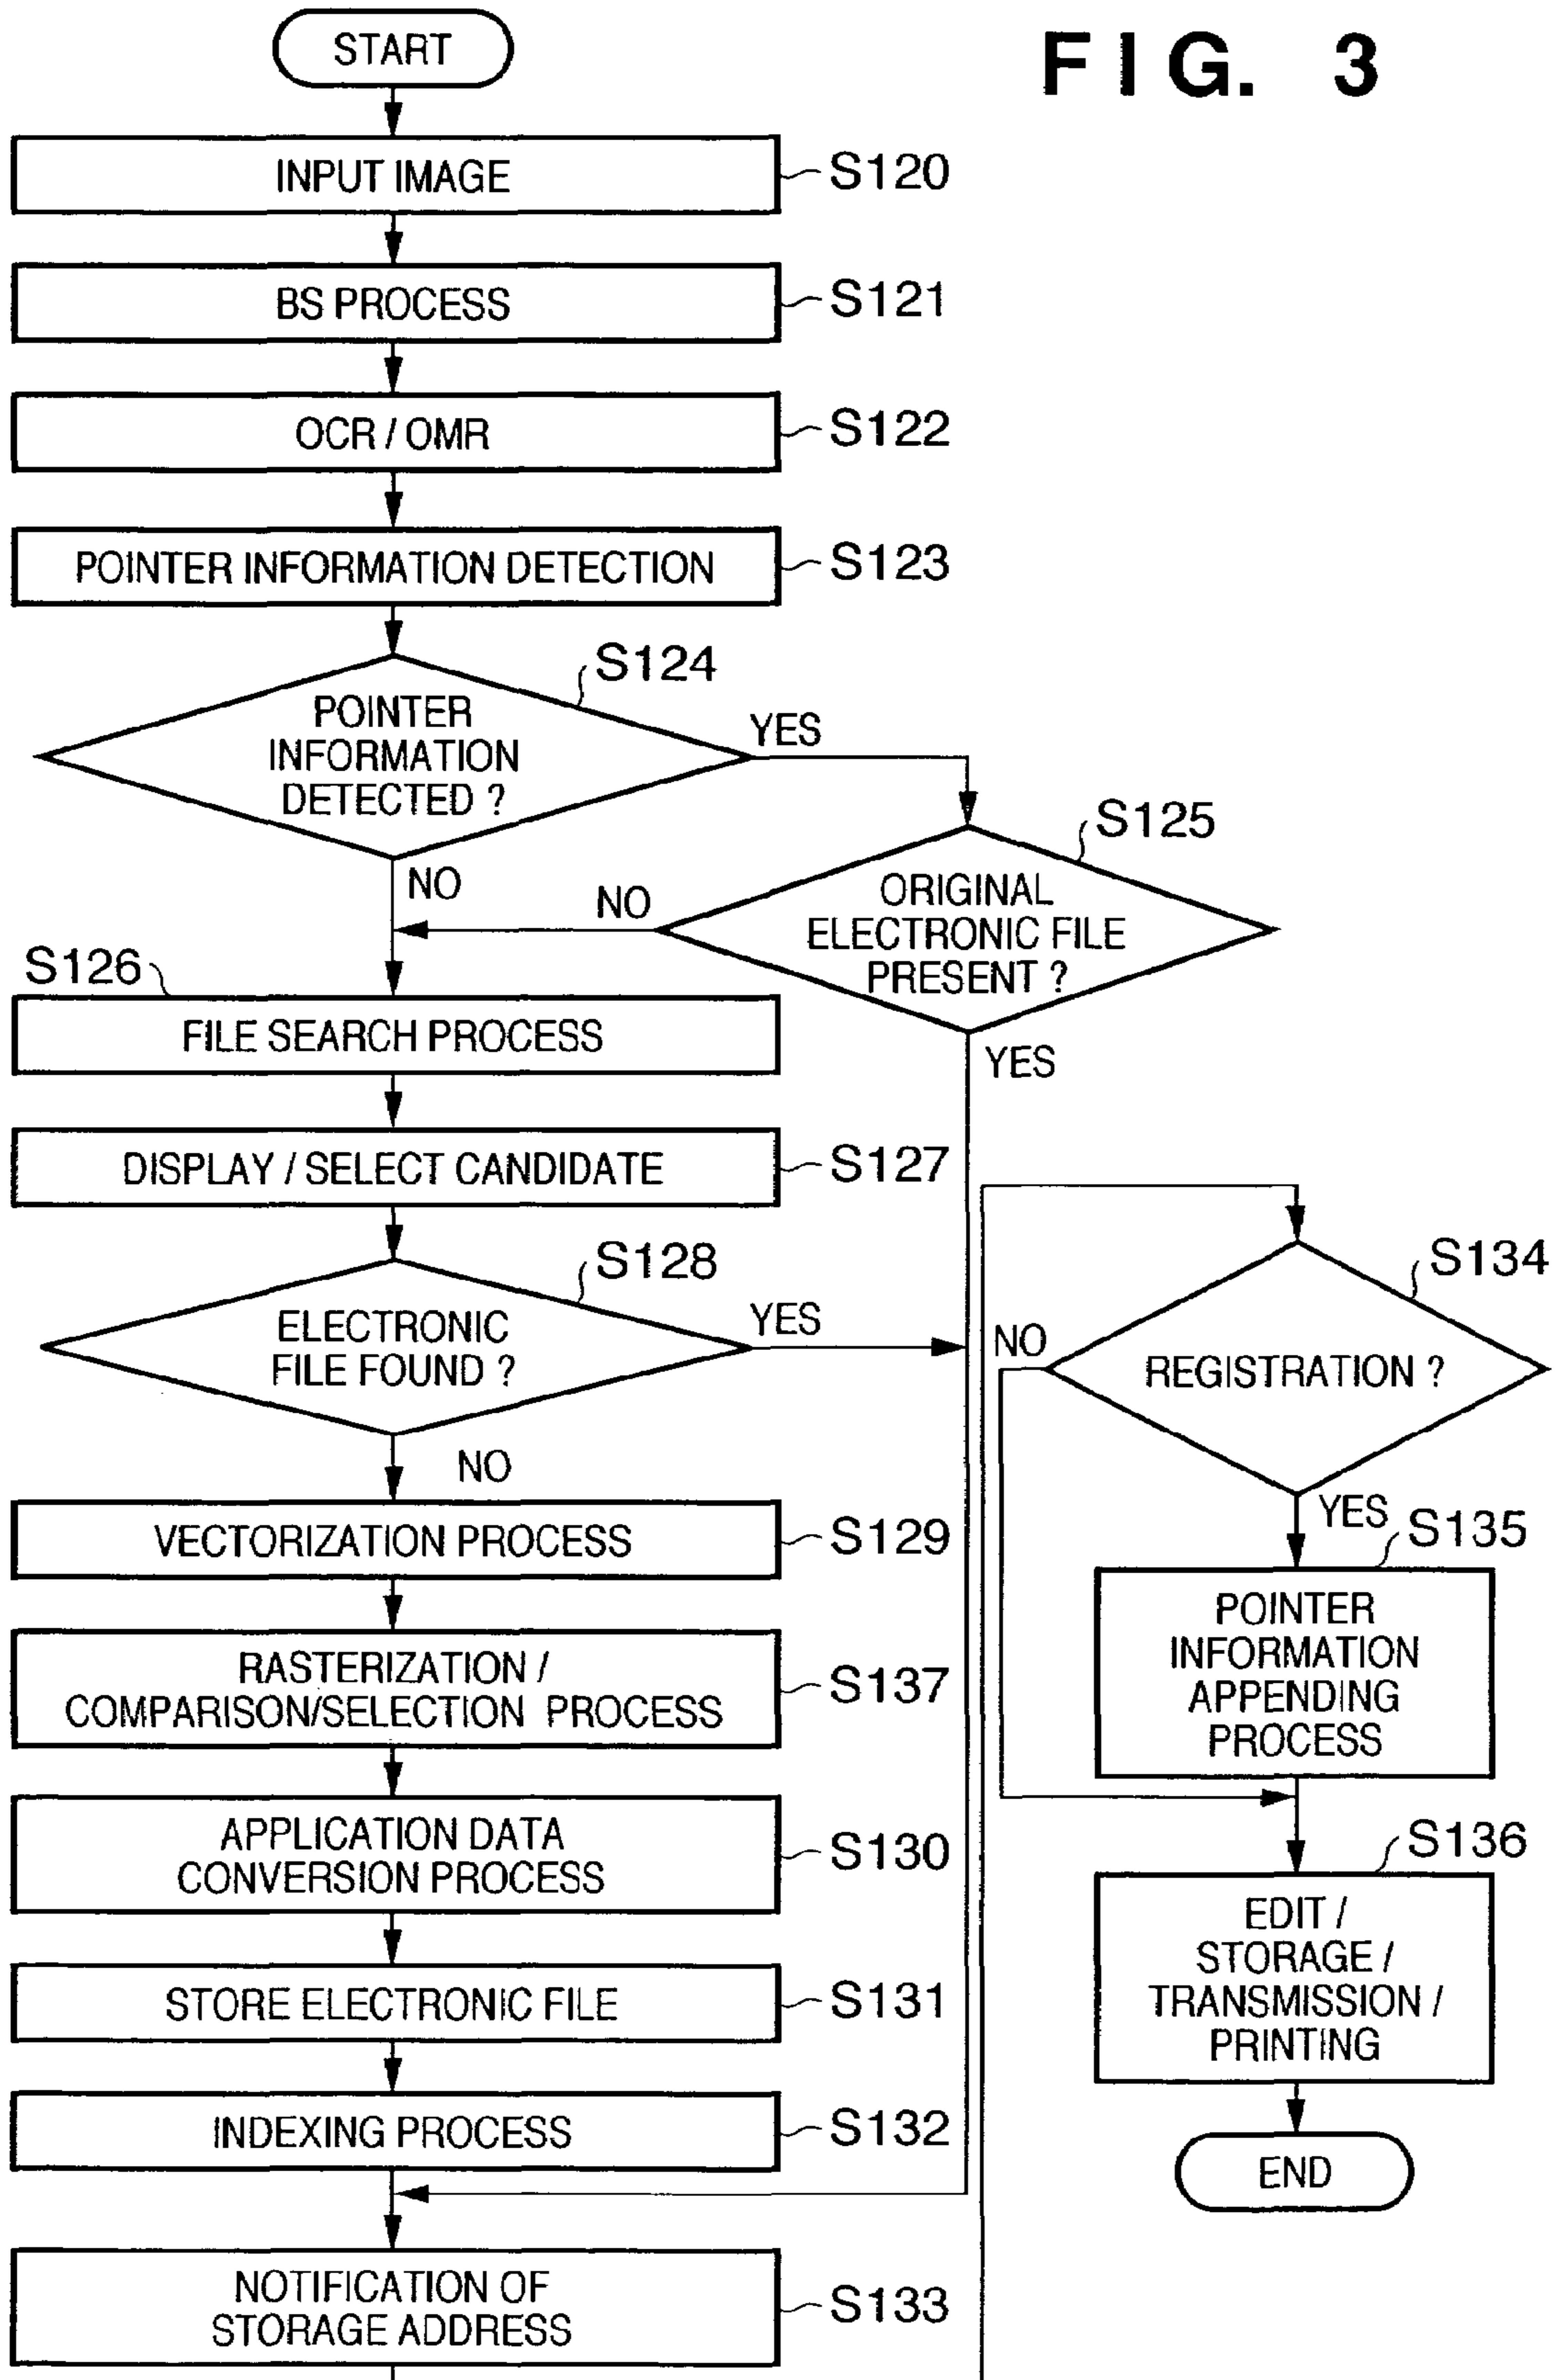 FIG. 3
START
INPUT IMAGE
S120
BS PROCESS
S121
OCR / OMR
S122
POINTER INFORMATION DETECTION
S123
S124
POINTER
INFORMATION
DETECTED ?
YES
NO
S125
ORIGINAL
ELECTRONIC FILE
PRESENT ?
NO
YES
S126
FILE SEARCH PROCESS
DISPLAY / SELECT CANDIDATE
S127
S128
ELECTRONIC
FILE FOUND ?
YES
NO
VECTORIZATION PROCESS
S129
RASTERIZATION /
COMPARISON/SELECTION PROCESS
S137
APPLICATION DATA
CONVERSION PROCESS
S130
STORE ELECTRONIC FILE
S131
INDEXING PROCESS
S132
NOTIFICATION OF
STORAGE ADDRESS
S133
S134
REGISTRATION ?
NO
YES
S135
POINTER
INFORMATION
APPENDING
PROCESS
S136
EDIT /
STORAGE /
TRANSMISSION /
PRINTING
END